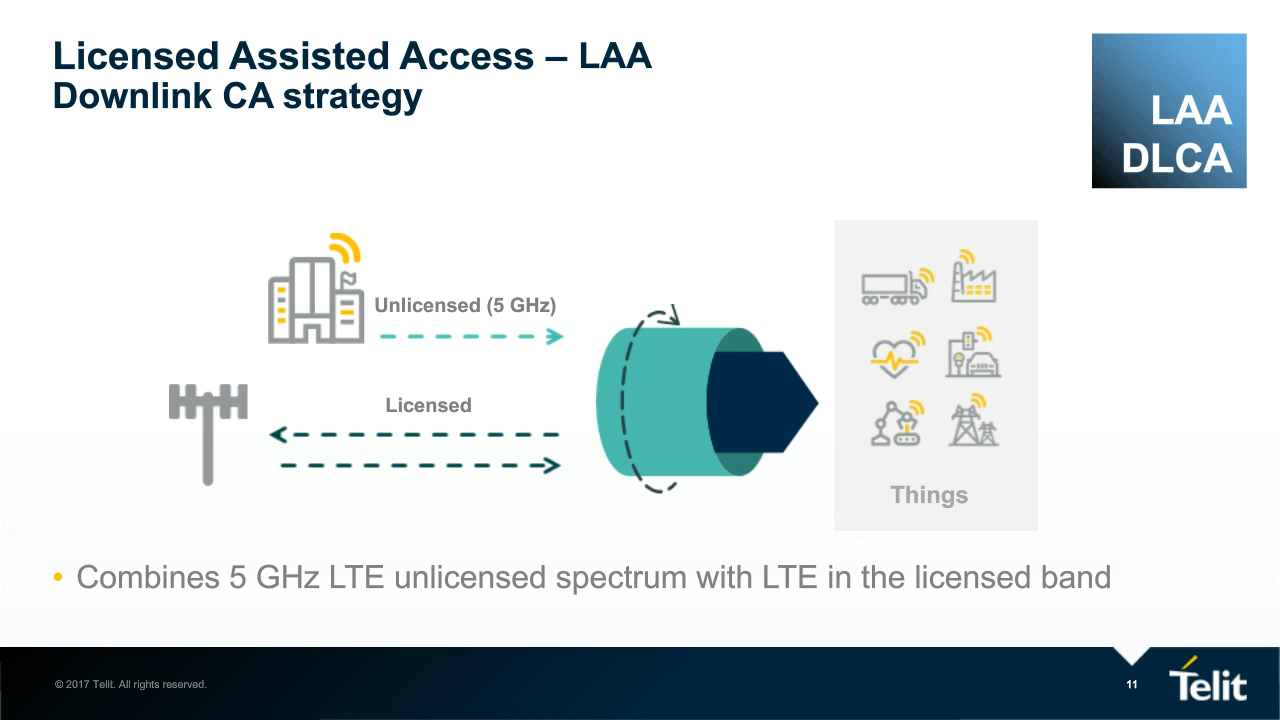 Licensed Assisted Access – LAA
Downlink CA strategy
LAA
DLCA
Unlicensed (5 GHz)
Licensed
Things
• Combines 5 GHz LTE unlicensed spectrum with LTE in the licensed band
© 2017 Telit. All rights reserved.
11
Telit